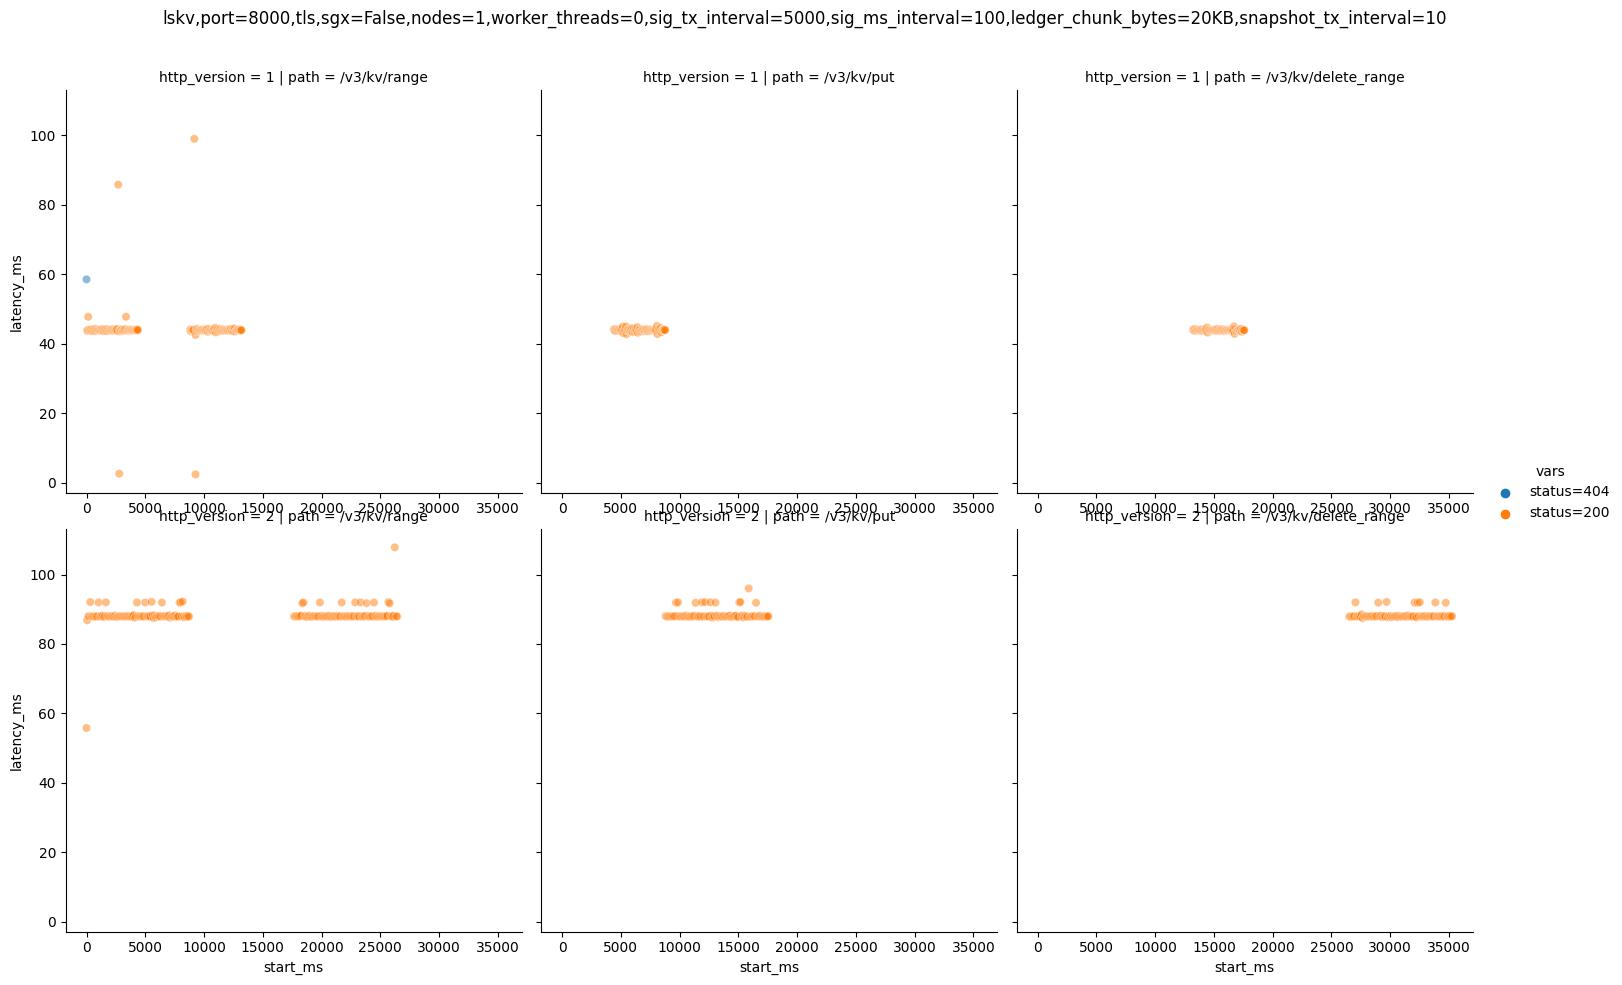 lskv,port=8000,tls,sgx=False,nodes=1,worker_threads=0,sig_tx_interval=5000,sig_ms_interval=100,ledger_chunk_bytes=20KB,snapshot_tx_interval=10
http_version = 1 | path = /v3/kv/range
http_version = 1 | path = /v3/kv/put
http_version = 1 | path = /v3/kv/delete_range
100
80
60
40
20
0
latency_ms
0 5000 10000 15000 20000 25000 30000 35000
0 5000 10000 15000 20000 25000 30000 35000
0 5000 10000 15000 20000 25000 30000 35000
vars
status=404
status=200
http_version = 2 | path = /v3/kv/range
http_version = 2 | path = /v3/kv/put
http_version = 2 | path = /v3/kv/delete_range
100
80
60
40
20
0
latency_ms
0 5000 10000 15000 20000 25000 30000 35000
0 5000 10000 15000 20000 25000 30000 35000
0 5000 10000 15000 20000 25000 30000 35000
start_ms
start_ms
start_ms